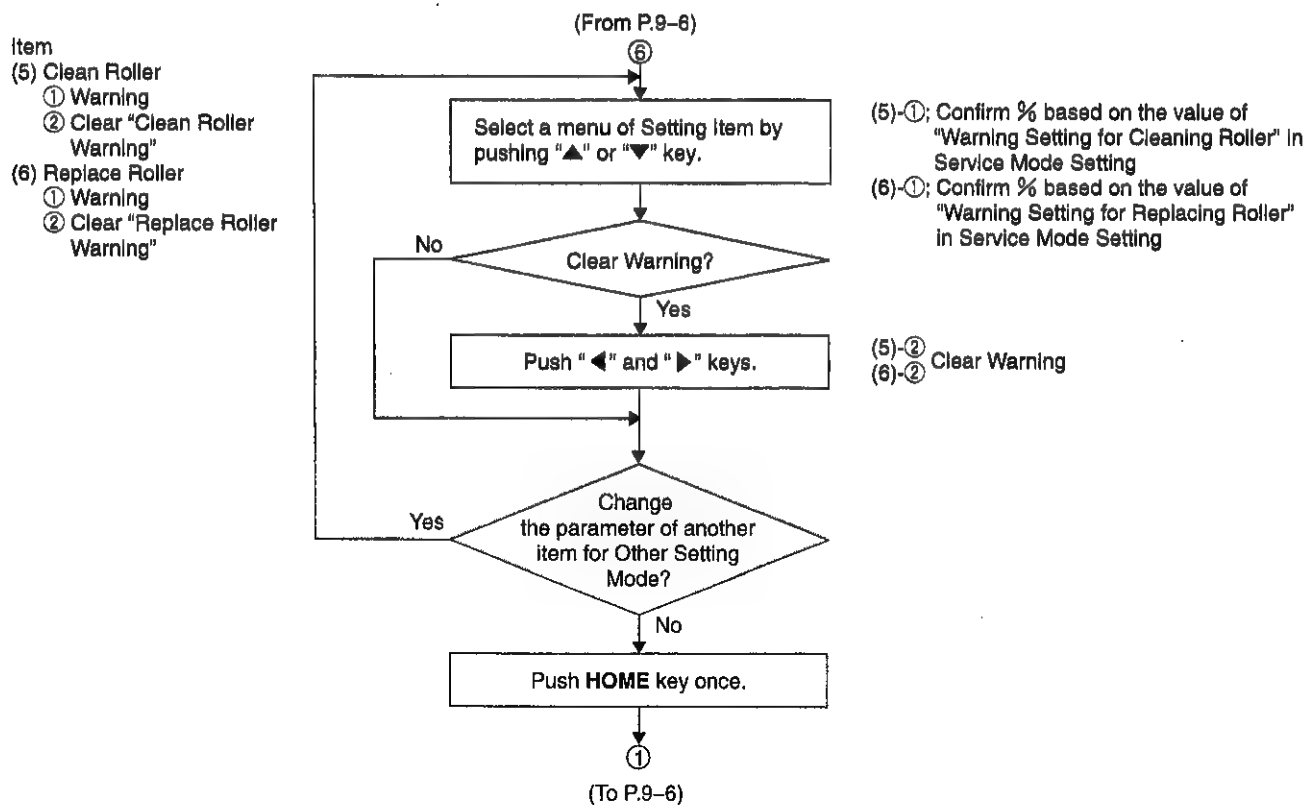 (From P.9–6)
⑥
Item
(5) Clean Roller
① Warning
② Clear "Clean Roller
Warning"
(6) Replace Roller
① Warning
② Clear "Replace Roller
Warning"
Select a menu of Setting Item by
pushing "▲" or "▼" key.
(5)-①; Confirm % based on the value of
"Warning Setting for Cleaning Roller" in
Service Mode Setting
(6)-①; Confirm % based on the value of
"Warning Setting for Replacing Roller"
in Service Mode Setting
No
Clear Warning?
Yes
Push "◀" and "▶" keys.
(5)-②
(6)-② Clear Warning
Change
the parameter of another
item for Other Setting
Mode?
Yes
No
Push HOME key once.
①
(To P.9–6)